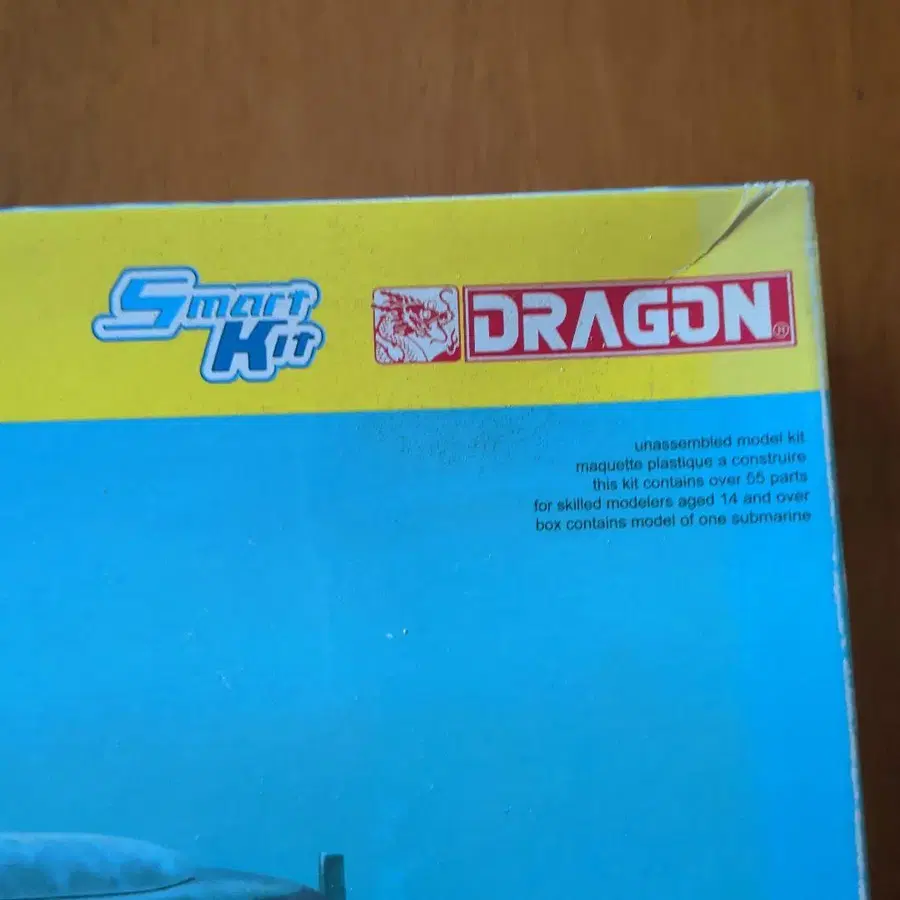 Smart
Kit
DRAGON®
unassembled model kit
maquette plastique a construire
this kit contains over 55 parts
for skilled modelers aged 14 and over
box contains model of one submarine